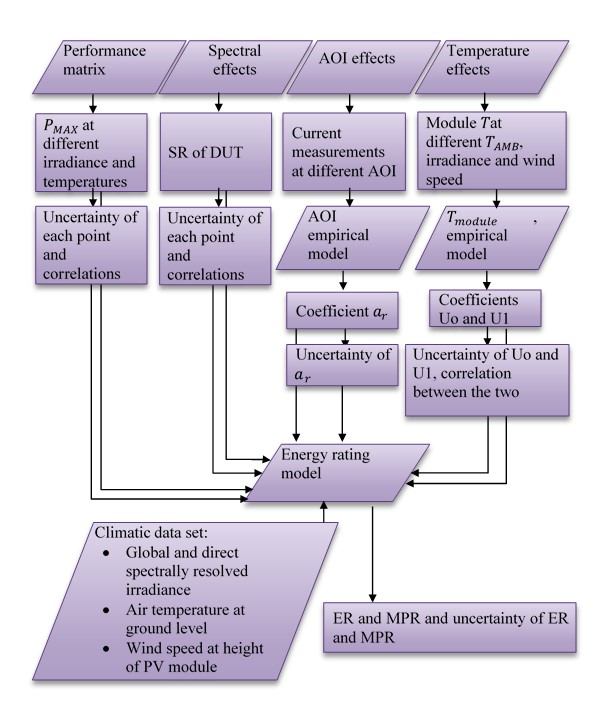 Performance
matrix
Spectral
effects
AOI effects
Temperature
effects
P_MAX at
different
irradiance and
temperatures
SR of DUT
Current
measurements
at different AOI
Module T at
different T_AMB,
irradiance and wind
speed
Uncertainty of
each point
and
correlations
Uncertainty of
each point
and
correlations
AOI
empirical
model
T_module ,
empirical
model
Coefficient a_r
Coefficients
Uo and U1
Uncertainty of
a_r
Uncertainty of Uo and
U1, correlation
between the two
Energy rating
model
Climatic data set:
• Global and direct
spectrally resolved
irradiance
• Air temperature at
ground level
• Wind speed at height
of PV module
ER and MPR and uncertainty of ER
and MPR